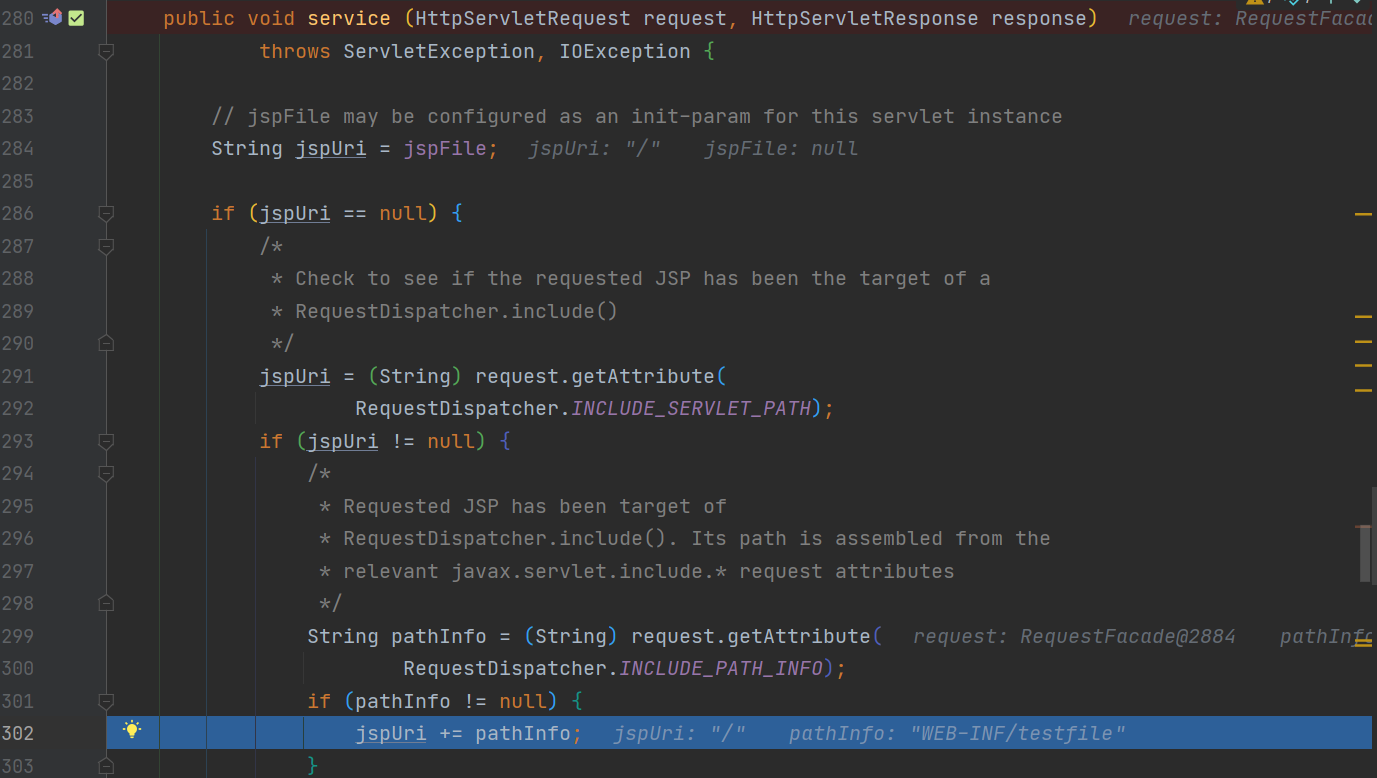 280 public void service (HttpServletRequest request, HttpServletResponse response) request: RequestFacad
281 throws ServletException, IOException {
282
283 // jspFile may be configured as an init-param for this servlet instance
284 String jspUri = jspFile; jspUri: "/" jspFile: null
285
286 if (jspUri == null) {
287 /*
288 * Check to see if the requested JSP has been the target of a
289 * RequestDispatcher.include()
290 */
291 jspUri = (String) request.getAttribute(
292 RequestDispatcher.INCLUDE_SERVLET_PATH);
293 if (jspUri != null) {
294 /*
295 * Requested JSP has been target of
296 * RequestDispatcher.include(). Its path is assembled from the
297 * relevant javax.servlet.include.* request attributes
298 */
299 String pathInfo = (String) request.getAttribute( request: RequestFacade@2884 pathInfo
300 RequestDispatcher.INCLUDE_PATH_INFO);
301 if (pathInfo != null) {
302 jspUri += pathInfo; jspUri: "/" pathInfo: "WEB-INF/testfile"
303 }